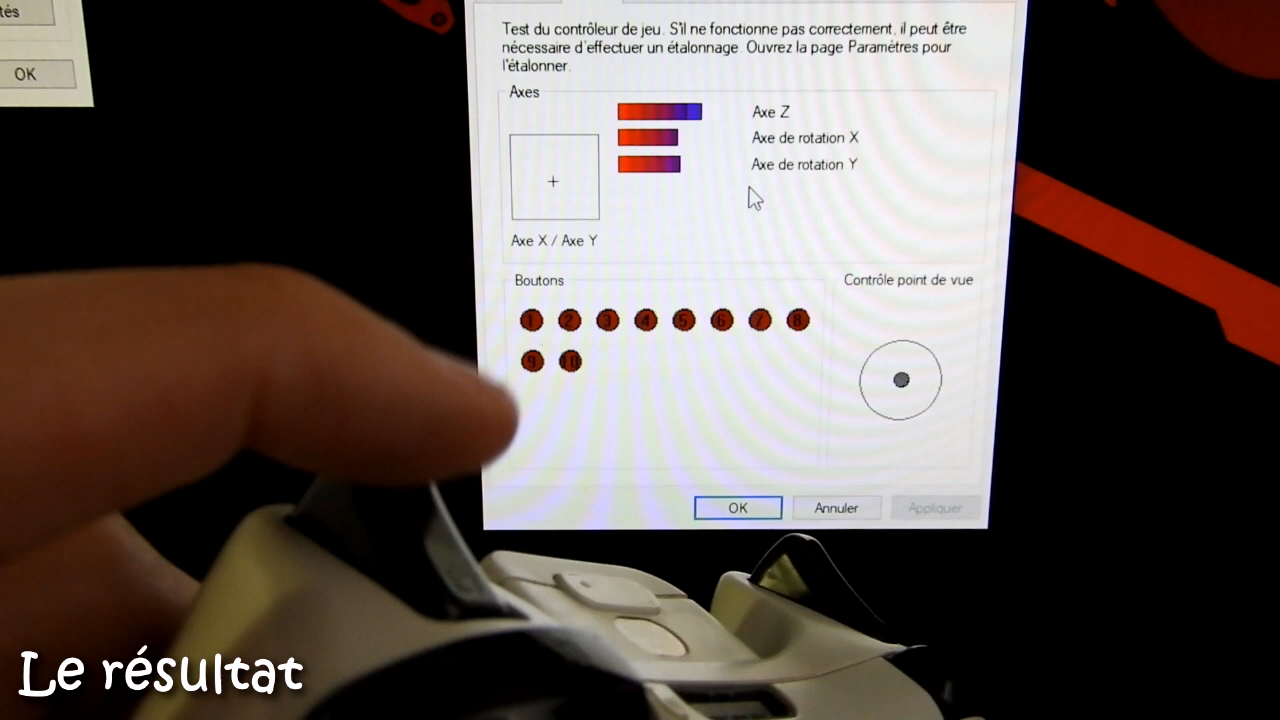 tés
OK
Test du contrôleur de jeu. S'il ne fonctionne pas correctement, il peut être
nécessaire d'effectuer un étalonnage. Ouvrez la page Paramètres pour
l'étalonner.
Axes
Axe Z
Axe de rotation X
Axe de rotation Y
Axe X / Axe Y
Boutons
Contrôle point de vue
1 2 3 4 5 6 7 8
9 10
OK Annuler Appliquer
Le résultat